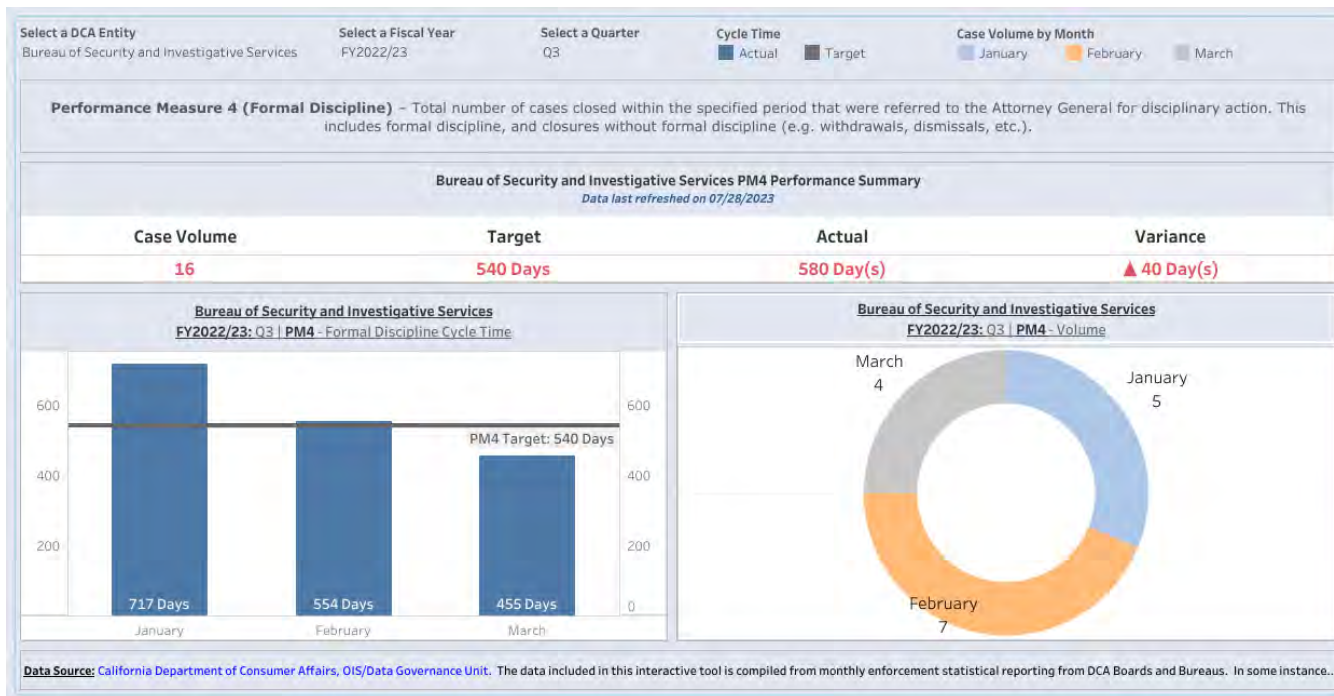 Select a DCA Entity
Bureau of Security and Investigative Services
Select a Fiscal Year
FY2022/23
Select a Quarter
Q3
Cycle Time
Actual
Target
Case Volume by Month
January
February
March
Performance Measure 4 (Formal Discipline) – Total number of cases closed within the specified period that were referred to the Attorney General for disciplinary action. This
includes formal discipline, and closures without formal discipline (e.g. withdrawals, dismissals, etc.).
Bureau of Security and Investigative Services PM4 Performance Summary
Data last refreshed on 07/28/2023
Case Volume Target Actual Variance
16 540 Days 580 Day(s) ▲ 40 Day(s)
Bureau of Security and Investigative Services
FY2022/23: Q3 | PM4 - Formal Discipline Cycle Time
600
400
200
PM4 Target: 540 Days
600
400
200
0
717 Days 554 Days 455 Days
January February March
Bureau of Security and Investigative Services
FY2022/23: Q3 | PM4 - Volume
March
4
January
5
February
7
Data Source: California Department of Consumer Affairs, OIS/Data Governance Unit. The data included in this interactive tool is compiled from monthly enforcement statistical reporting from DCA Boards and Bureaus. In some instance...